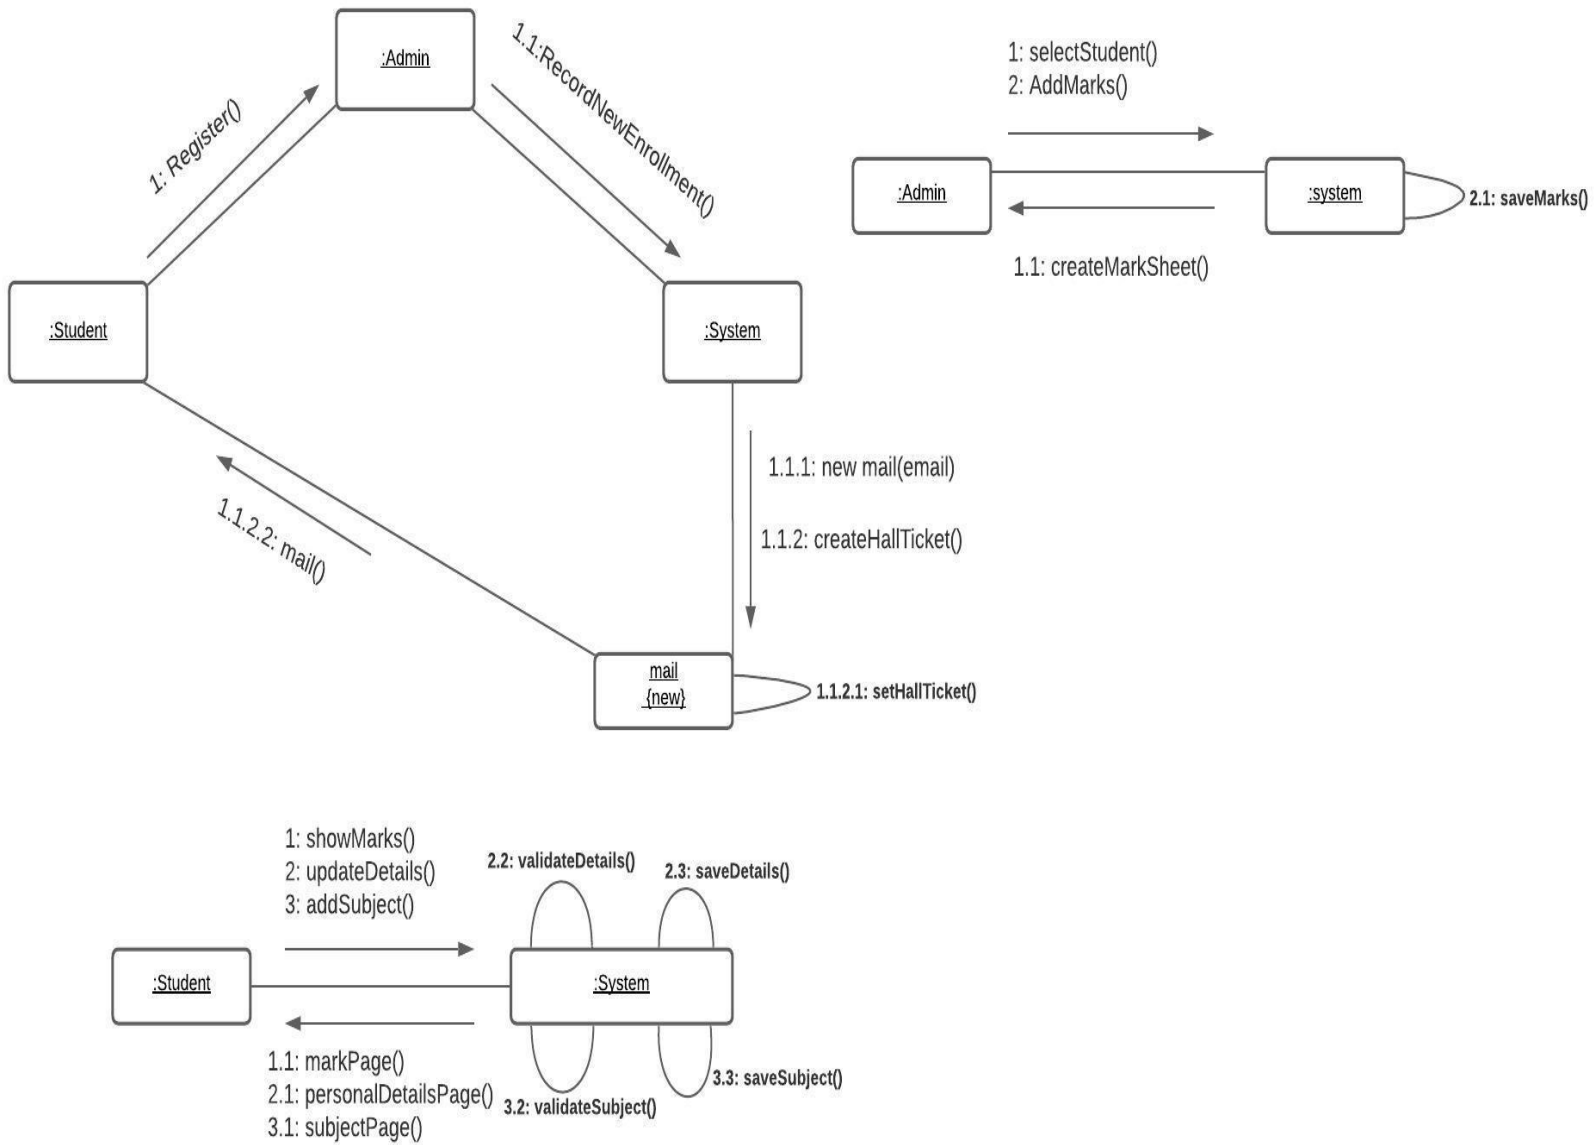 :Admin
1: Register()
1.1:RecordNewEnrollment()
:Student
:System
1.1.1: new mail(email)
1.1.2: createHallTicket()
1.1.2.2: mail()
mail
{new}
1.1.2.1: setHallTicket()
1: selectStudent()
2: AddMarks()
:Admin
:system
2.1: saveMarks()
1.1: createMarkSheet()
1: showMarks()
2: updateDetails()
3: addSubject()
2.2: validateDetails()
2.3: saveDetails()
:Student
:System
1.1: markPage()
2.1: personalDetailsPage()
3.1: subjectPage()
3.2: validateSubject()
3.3: saveSubject()